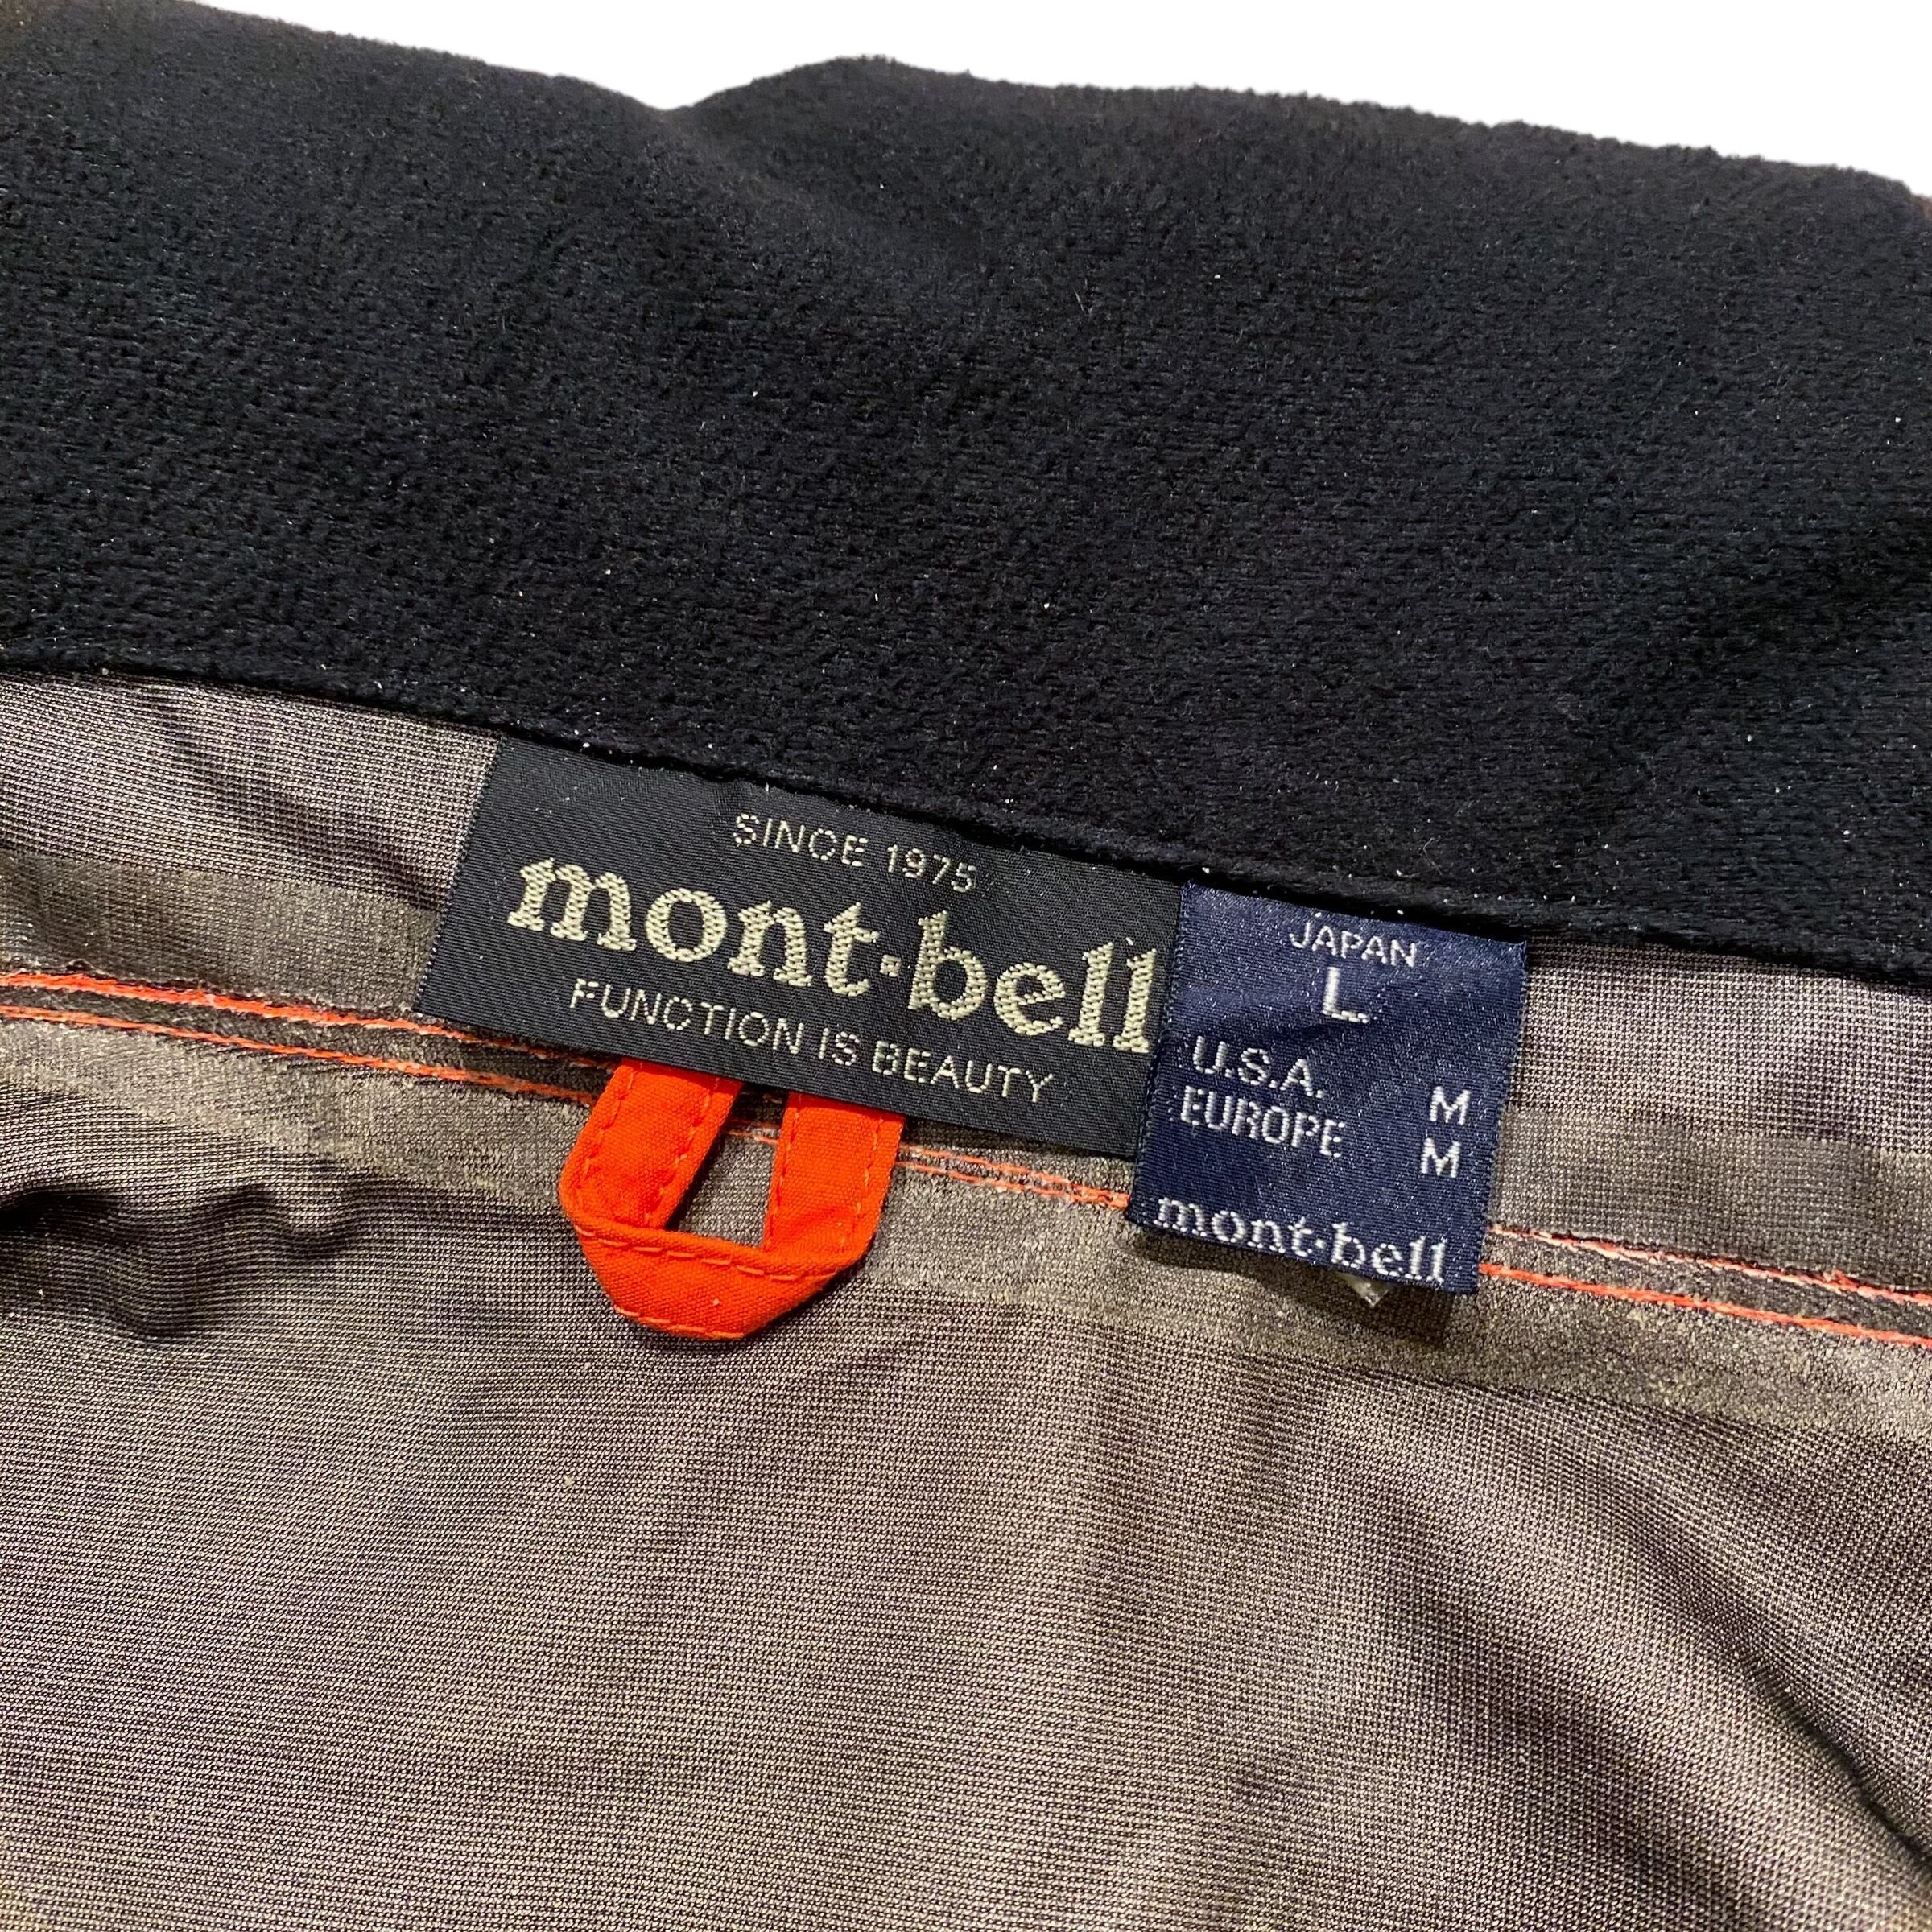 SINCE 1975
mont-bell
FUNCTION IS BEAUTY
JAPAN
L
U.S.A. M
EUROPE M
mont-bell